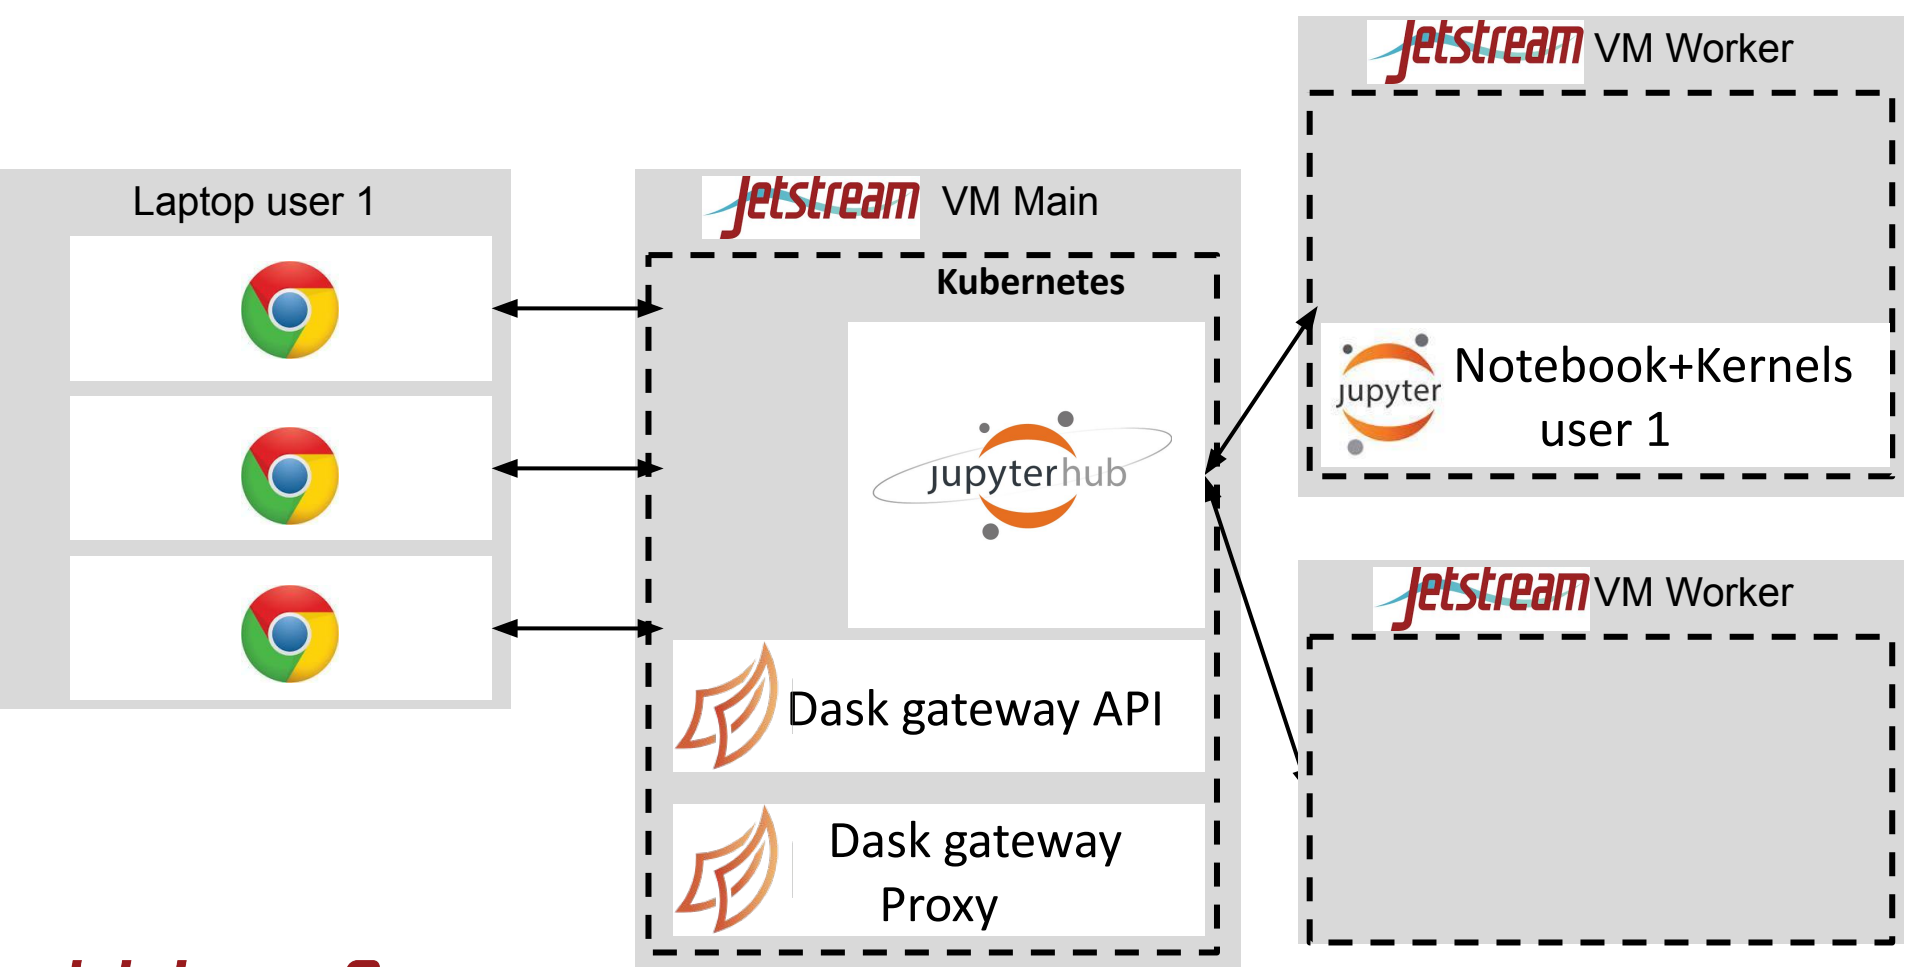 Laptop user 1
Jetstream VM Main
Kubernetes
jupyterhub
Dask gateway API
Dask gateway
Proxy
Jetstream VM Worker
jupyter Notebook+Kernels
user 1
Jetstream VM Worker